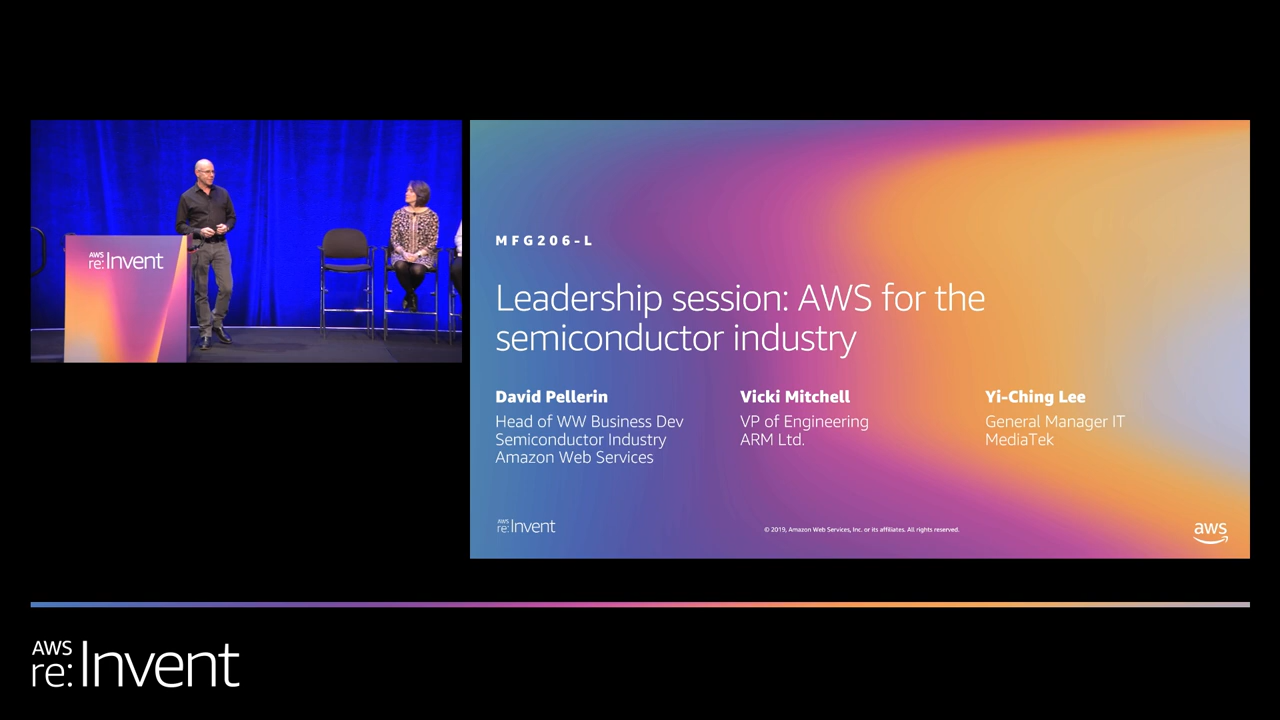 AWS
re:Invent
MFG206-L
Leadership session: AWS for the
semiconductor industry
David Pellerin
Head of WW Business Dev
Semiconductor Industry
Amazon Web Services
Vicki Mitchell
VP of Engineering
ARM Ltd.
Yi-Ching Lee
General Manager IT
MediaTek
AWS
re:Invent
© 2019, Amazon Web Services, Inc. or its affiliates. All rights reserved.
aws
AWS
re:Invent